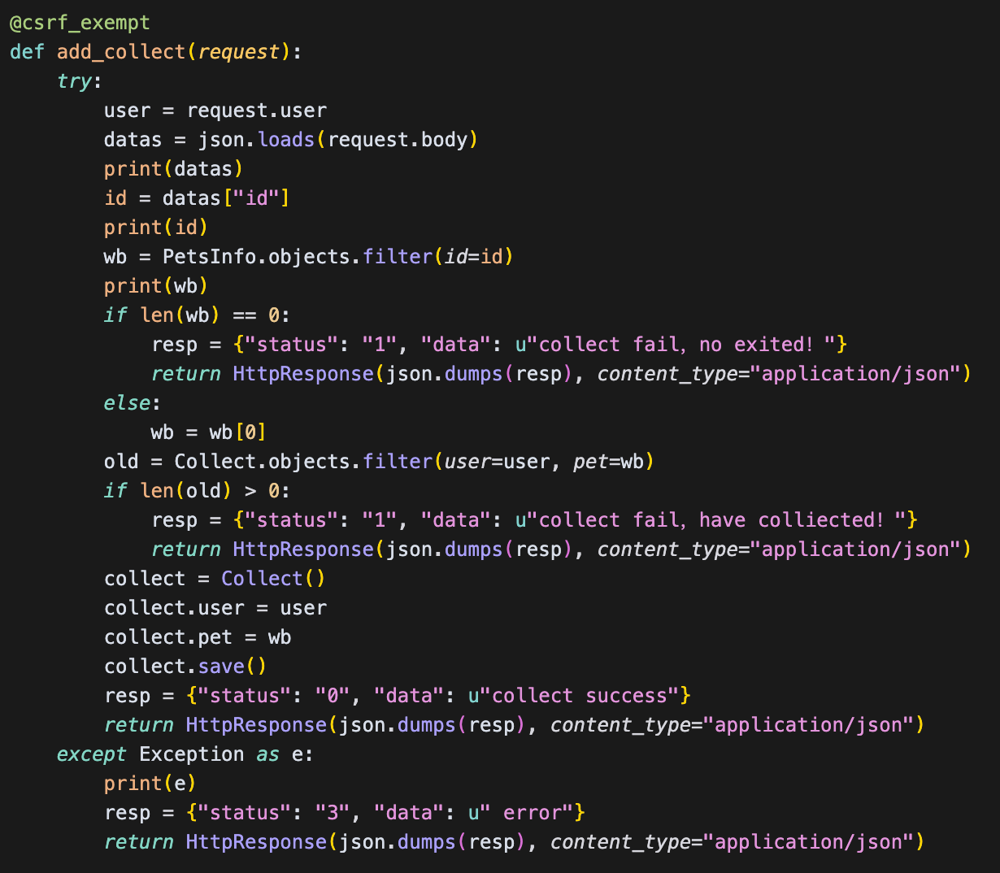 @csrf_exempt
def add_collect(request):
    try:
        user = request.user
        datas = json.loads(request.body)
        print(datas)
        id = datas["id"]
        print(id)
        wb = PetsInfo.objects.filter(id=id)
        print(wb)
        if len(wb) == 0:
            resp = {"status": "1", "data": u"collect fail, no exited! "}
            return HttpResponse(json.dumps(resp), content_type="application/json")
        else:
            wb = wb[0]
        old = Collect.objects.filter(user=user, pet=wb)
        if len(old) > 0:
            resp = {"status": "1", "data": u"collect fail, have colliected! "}
            return HttpResponse(json.dumps(resp), content_type="application/json")
        collect = Collect()
        collect.user = user
        collect.pet = wb
        collect.save()
        resp = {"status": "0", "data": u"collect success"}
        return HttpResponse(json.dumps(resp), content_type="application/json")
    except Exception as e:
        print(e)
        resp = {"status": "3", "data": u" error"}
        return HttpResponse(json.dumps(resp), content_type="application/json")